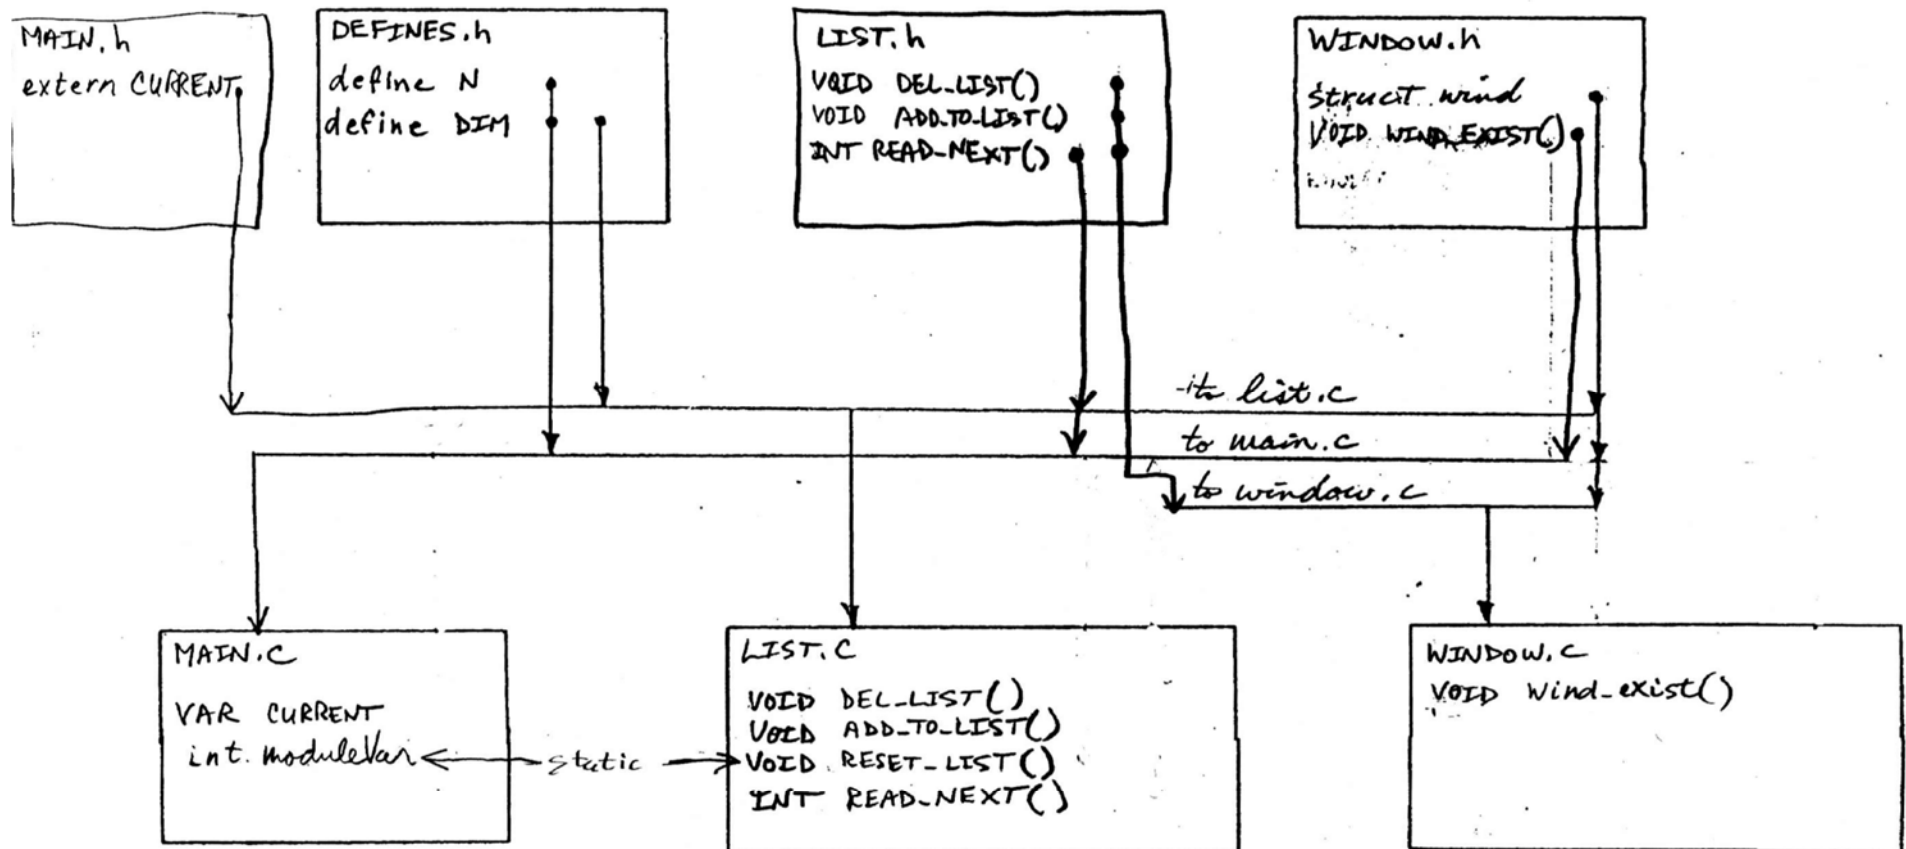 MAIN.h
extern CURRENT
DEFINES.h
define N
define DIM
LIST.h
VOID DEL_LIST()
VOID ADD_TO_LIST()
INT READ_NEXT()
WINDOW.h
struct wind
VOID WIND_EXIST()
to list.c
to main.c
to window.c
MAIN.C
VAR CURRENT
int. moduleVar
static
LIST.C
VOID DEL_LIST()
VOID ADD_TO_LIST()
VOID RESET_LIST()
INT READ_NEXT()
WINDOW.C
VOID Wind_exist()